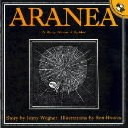 ARANEA
A Story About a Spider
Story by Jenny Wagner Illustrations by Ron Brooks